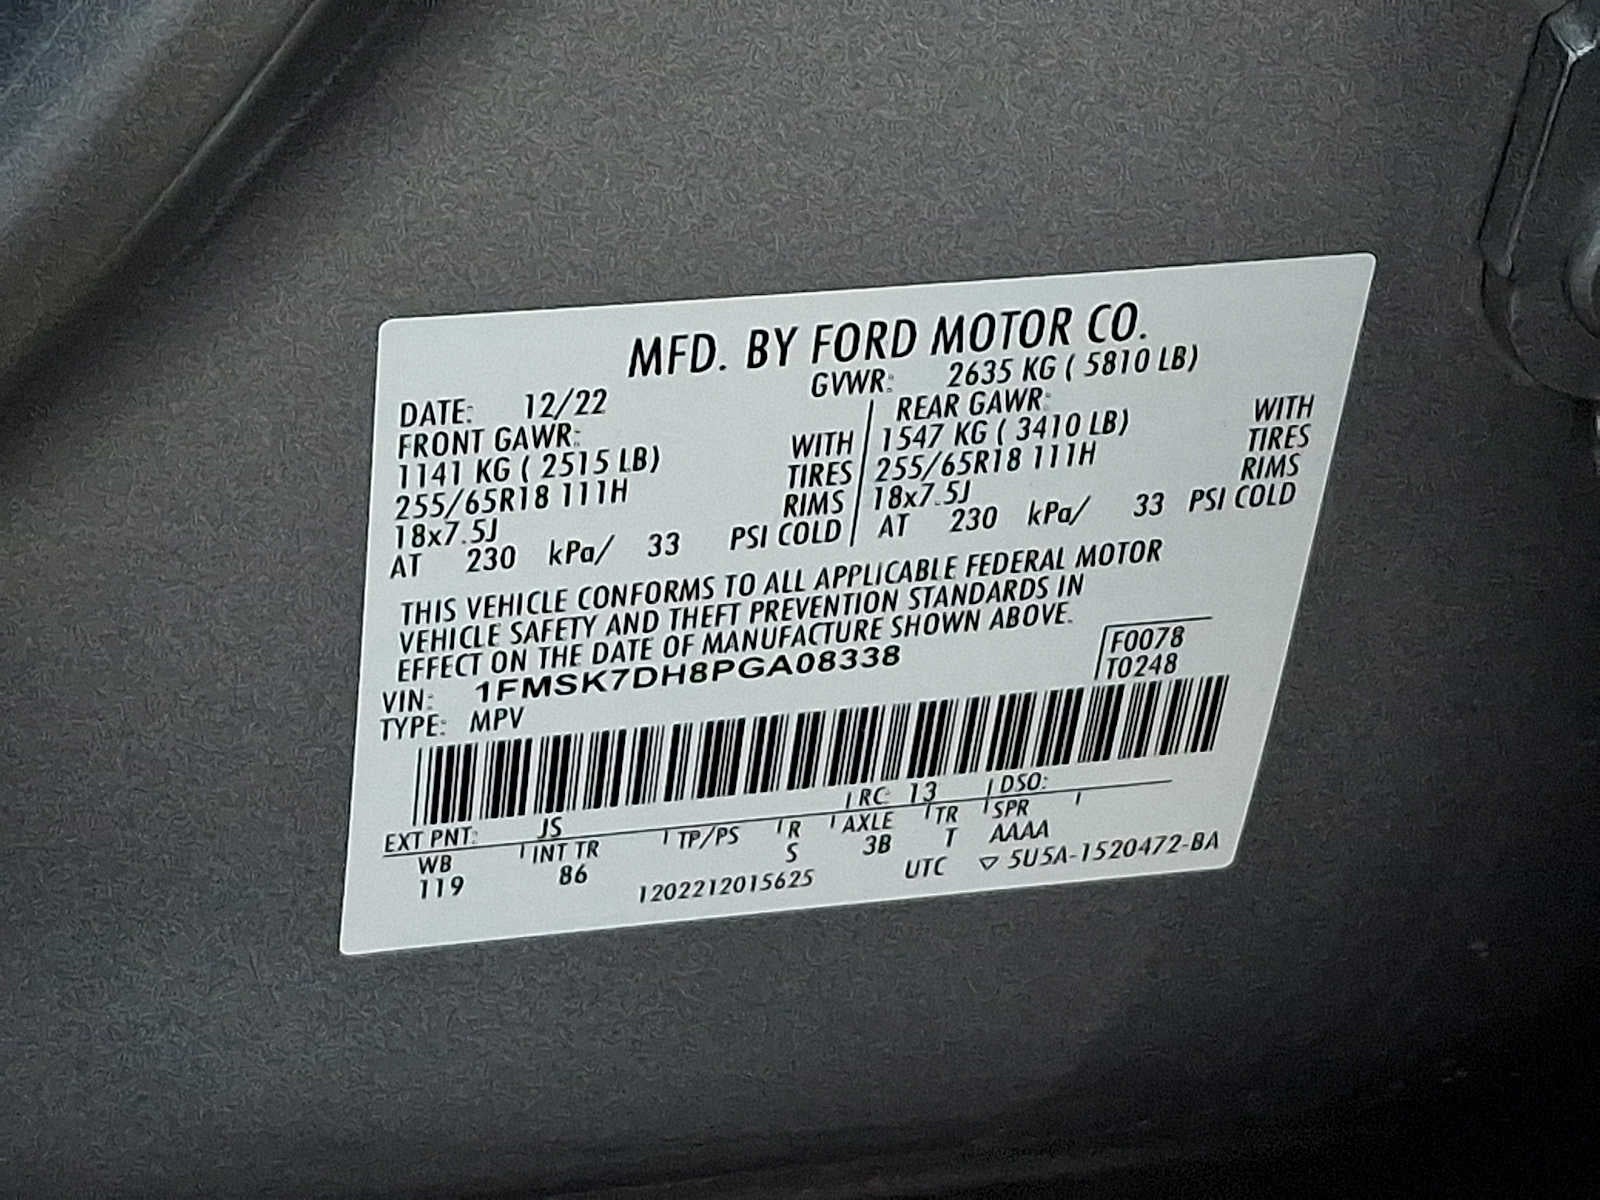 MFD. BY FORD MOTOR CO.
DATE: 12/22 GVWR: 2635 KG ( 5810 LB)
FRONT GAWR: REAR GAWR:
1141 KG ( 2515 LB) WITH 1547 KG ( 3410 LB) WITH
255/65R18 111H TIRES 255/65R18 111H TIRES
18x7.5J RIMS 18x7.5J RIMS
AT 230 kPa/ 33 PSI COLD AT 230 kPa/ 33 PSI COLD
THIS VEHICLE CONFORMS TO ALL APPLICABLE FEDERAL MOTOR
VEHICLE SAFETY AND THEFT PREVENTION STANDARDS IN
EFFECT ON THE DATE OF MANUFACTURE SHOWN ABOVE.
VIN: 1FMSK7DH8PGA08338 F0078
TYPE: MPV T0248
EXT PNT: JS RC: 13 DSO:
WB INT TR TP/PS R AXLE TR SPR
119 86 S 3B T AAAA
1202212015625 UTC ▽ 5U5A-1520472-BA